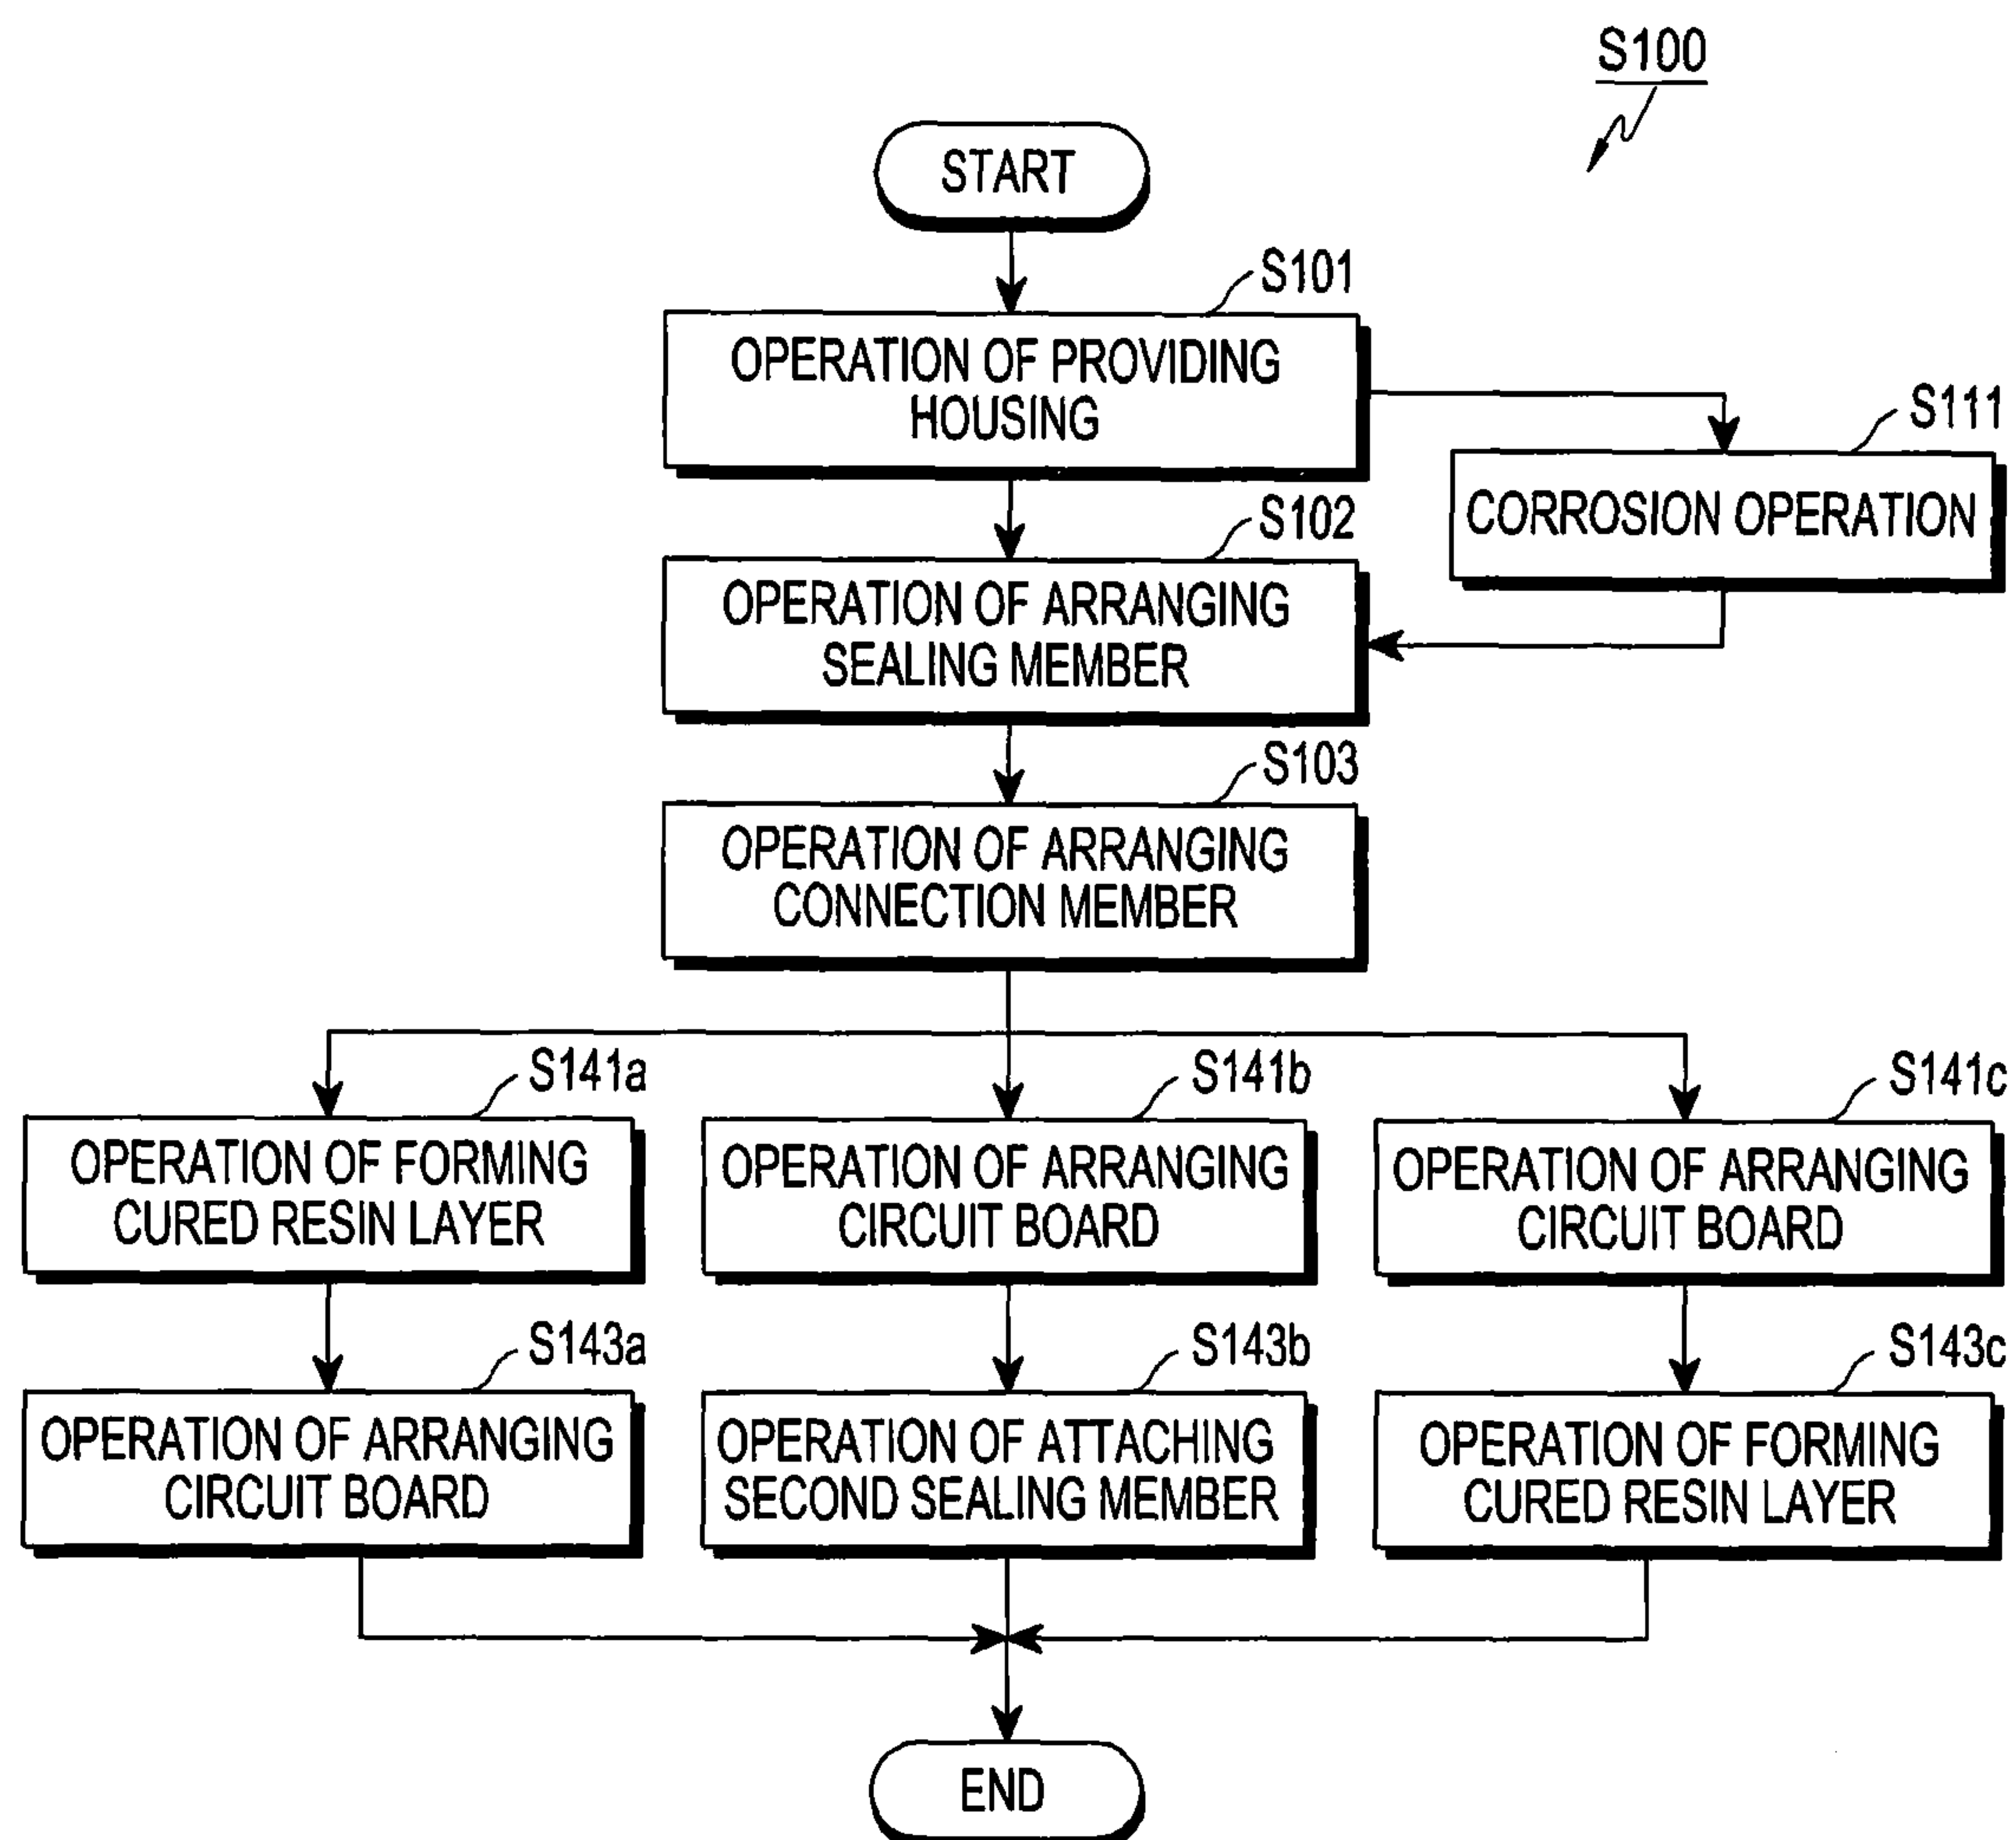 S100
START
S101
OPERATION OF PROVIDING
HOUSING
S111
CORROSION OPERATION
S102
OPERATION OF ARRANGING
SEALING MEMBER
S103
OPERATION OF ARRANGING
CONNECTION MEMBER
S141a
OPERATION OF FORMING
CURED RESIN LAYER
S141b
OPERATION OF ARRANGING
CIRCUIT BOARD
S141c
OPERATION OF ARRANGING
CIRCUIT BOARD
S143a
OPERATION OF ARRANGING
CIRCUIT BOARD
S143b
OPERATION OF ATTACHING
SECOND SEALING MEMBER
S143c
OPERATION OF FORMING
CURED RESIN LAYER
END